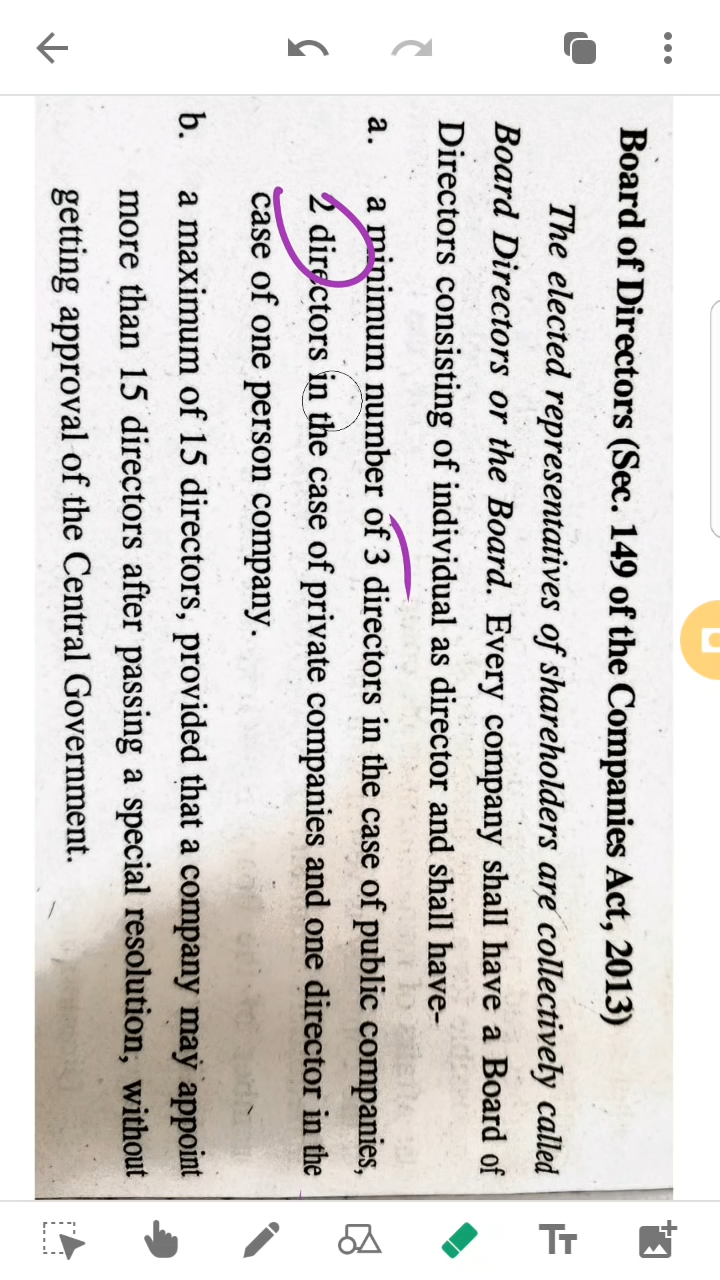 Board of Directors (Sec. 149 of the Companies Act, 2013)
The elected representatives of shareholders are collectively called
Board Directors or the Board. Every company shall have a Board of
Directors consisting of individual as director and shall have-
a. a minimum number of 3 directors in the case of public companies,
2 directors in the case of private companies and one director in the
case of one person company.
b. a maximum of 15 directors, provided that a company may appoint
more than 15 directors after passing a special resolution, without
getting approval of the Central Government.
TT